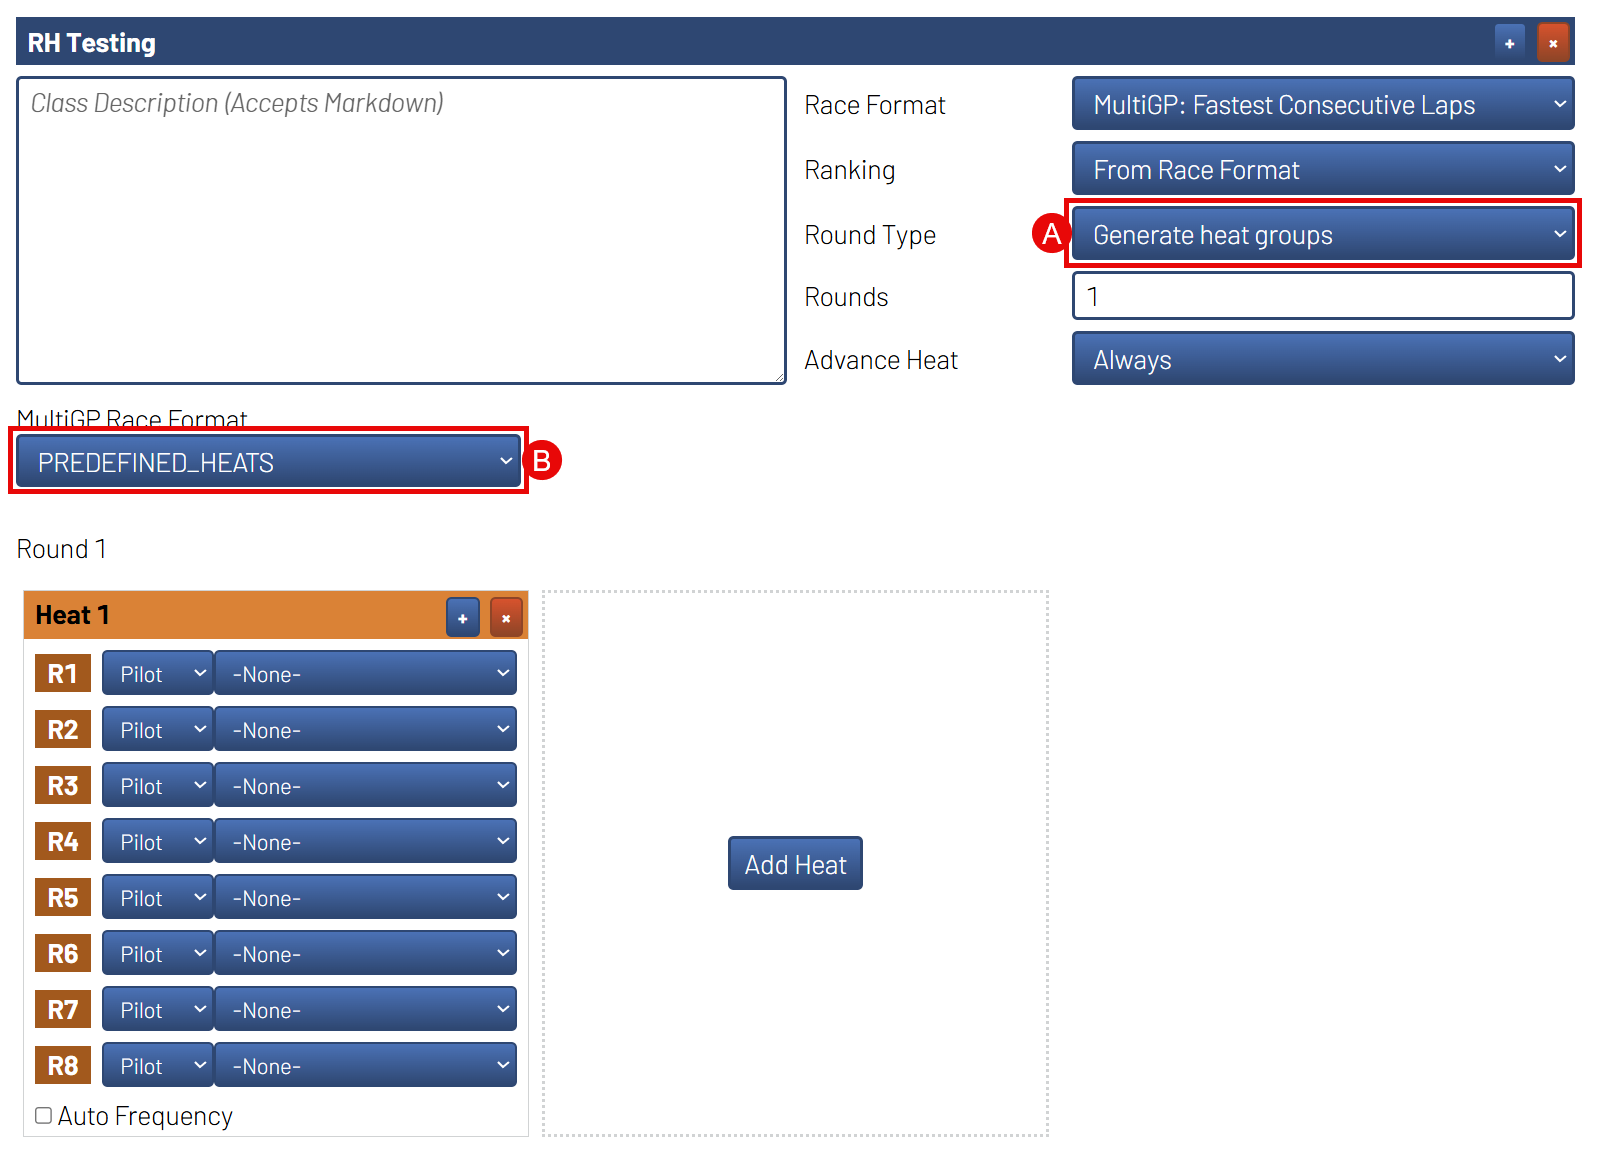 RH Testing + ×
Class Description (Accepts Markdown)
Race Format MultiGP: Fastest Consecutive Laps
Ranking From Race Format
Round Type A Generate heat groups
Rounds 1
Advance Heat Always
MultiGP Race Format
PREDEFINED_HEATS B
Round 1
Heat 1 + ×
R1 Pilot -None-
R2 Pilot -None-
R3 Pilot -None-
R4 Pilot -None-
R5 Pilot -None-
R6 Pilot -None-
R7 Pilot -None-
R8 Pilot -None-
Auto Frequency
Add Heat